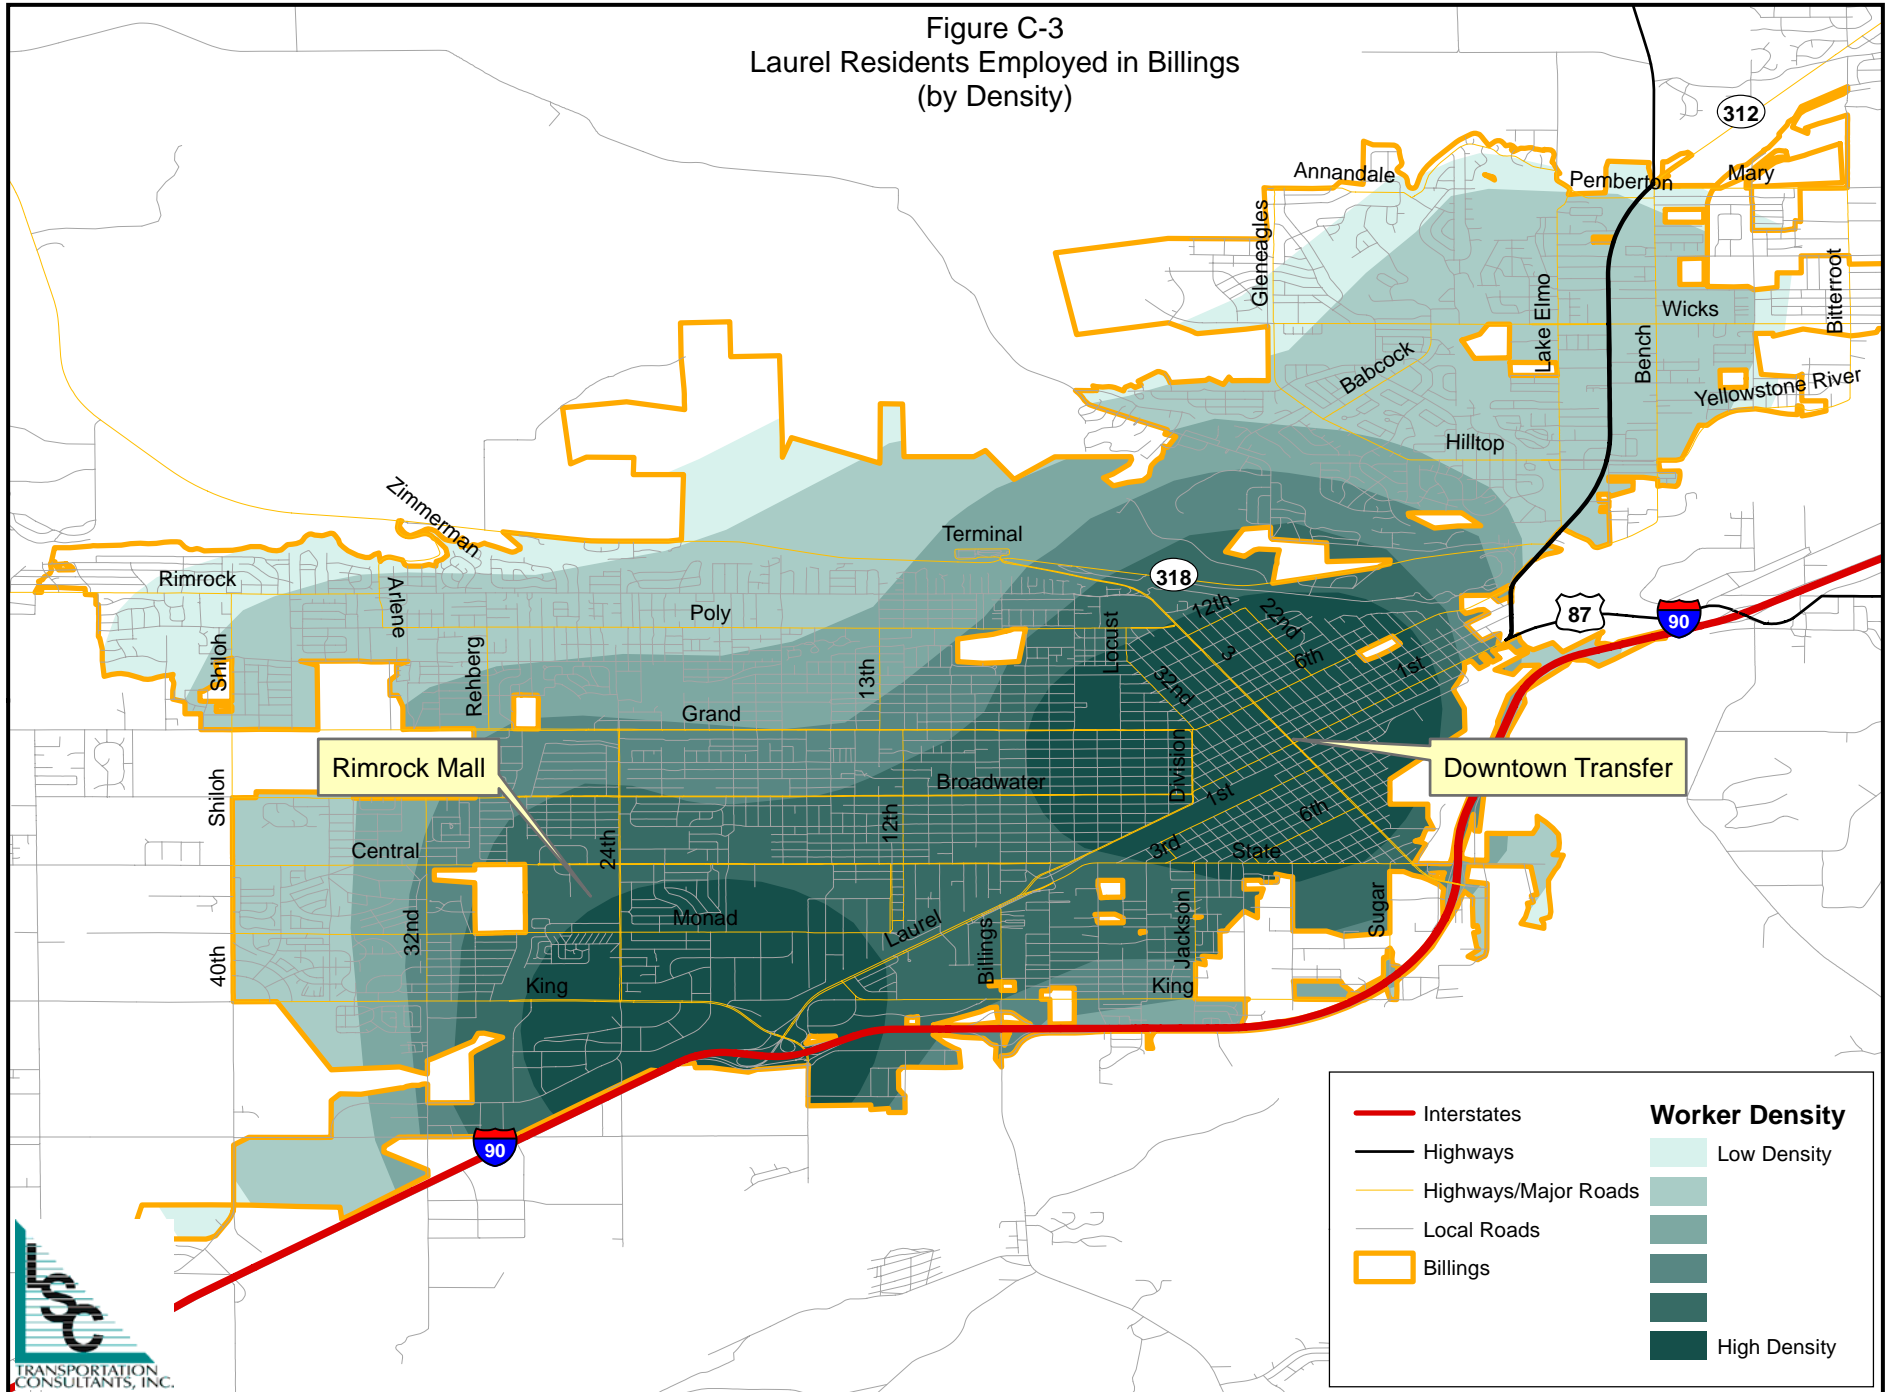 Figure C-3
Laurel Residents Employed in Billings
(by Density)
312
Annandale
Pemberton
Mary
Gleneagles
Lake Elmo
Bench
Wicks
Bitterroot
Babcock
Yellowstone River
Hilltop
Zimmerman
Terminal
318
Rimrock
Arlene
Poly
Locust
12th
22nd
87
90
Shiloh
Rehberg
13th
3
6th
1st
32nd
Grand
Rimrock Mall
Downtown Transfer
Shiloh
Broadwater
Division
1st
6th
Central
24th
12th
3rd
State
Monad
Laurel
Billings
Jackson
Sugar
40th
32nd
King
King
90
Interstates
Highways
Highways/Major Roads
Local Roads
Billings
Worker Density
Low Density
High Density
LSC
TRANSPORTATION
CONSULTANTS, INC.